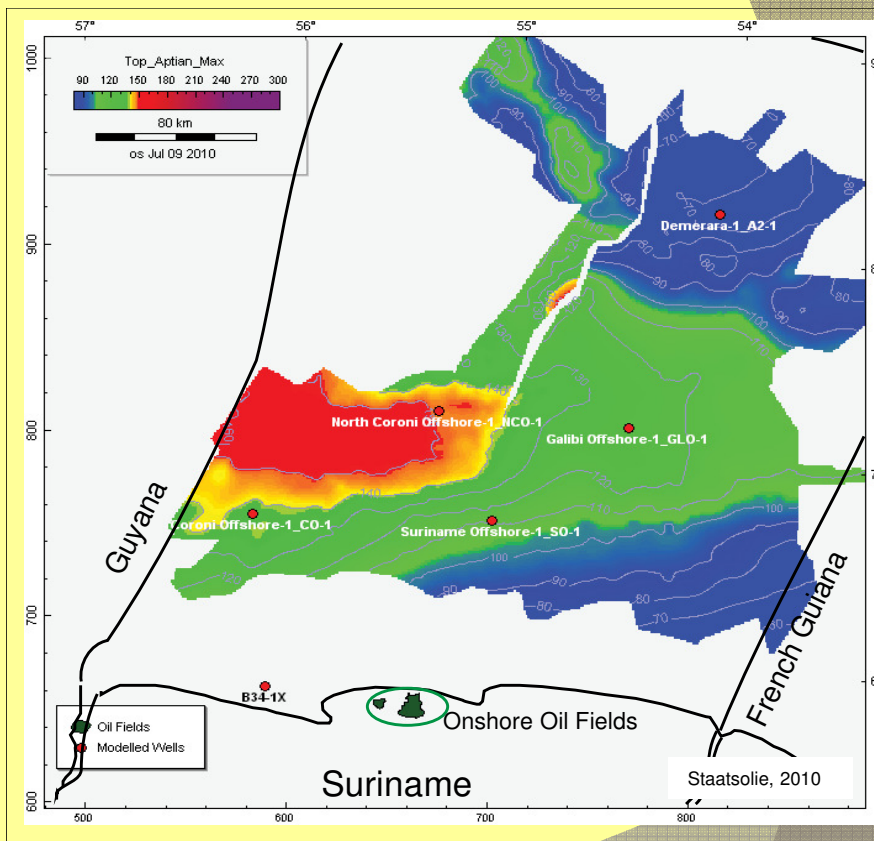 57° 56° 55° 54°
1000
900
800
700
600
Top_Aptian_Max
90 120 150 180 210 240 270 300
80 km
os Jul 09 2010
Demerara-1_A2-1
North Coroni Offshore-1_NCO-1
Galibi Offshore-1_GLO-1
Coroni Offshore-1_CO-1
Suriname Offshore-1_SO-1
Guyana
French Guiana
B34-1X
Oil Fields
Modelled Wells
Onshore Oil Fields
Suriname
Staatsolie, 2010
500 600 700 800